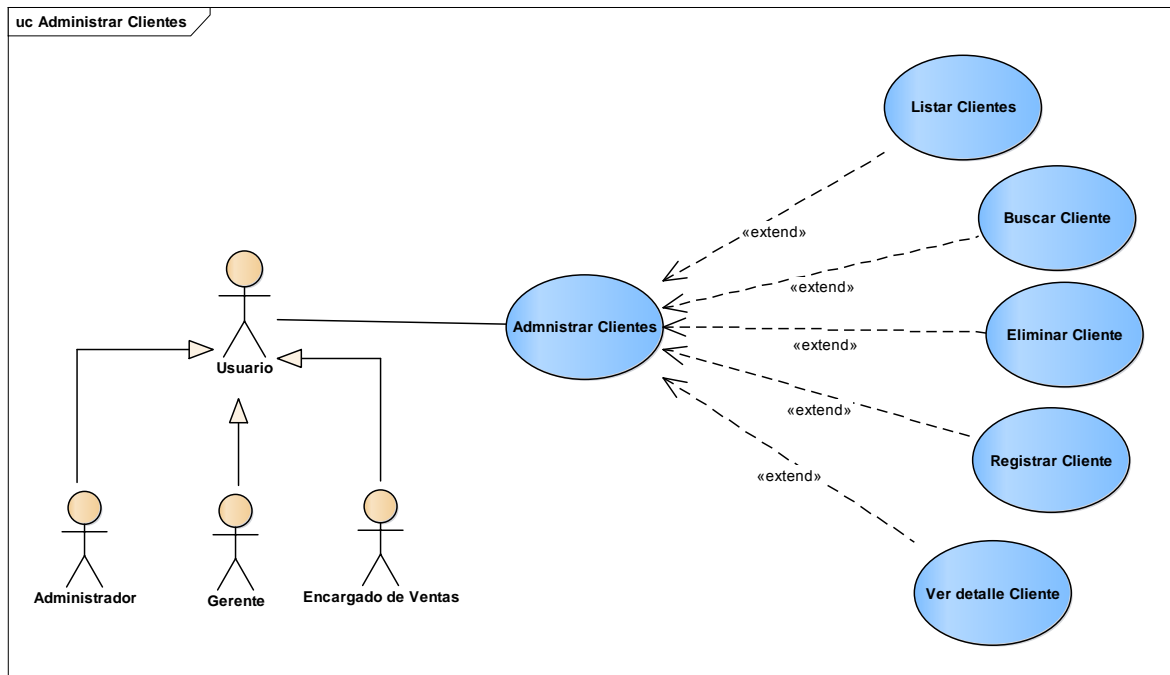 uc Administrar Clientes
Listar Clientes
Buscar Cliente
«extend»
«extend»
Admnistrar Clientes
Eliminar Cliente
«extend»
Usuario
«extend»
Registrar Cliente
«extend»
Ver detalle Cliente
Administrador
Gerente
Encargado de Ventas